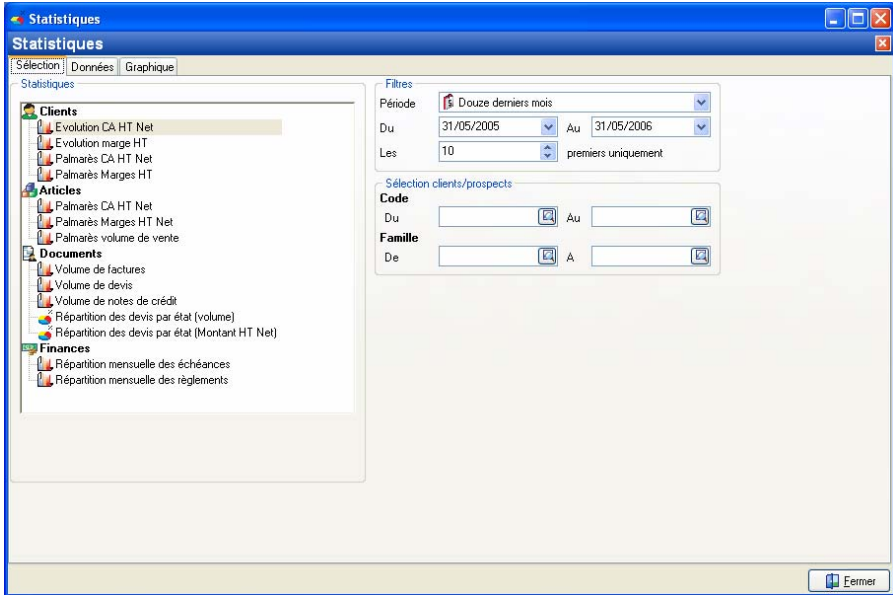 Statistiques
Statistiques
Sélection Données Graphique
Statistiques
Clients
Evolution CA HT Net
Evolution marge HT
Palmarès CA HT Net
Palmarès Marges HT
Articles
Palmarès CA HT Net
Palmarès Marges HT Net
Palmarès volume de vente
Documents
Volume de factures
Volume de devis
Volume de notes de crédit
Répartition des devis par état (volume)
Répartition des devis par état (Montant HT Net)
Finances
Répartition mensuelle des échéances
Répartition mensuelle des règlements
Filtres
Période Douze derniers mois
Du 31/05/2005 Au 31/05/2006
Les 10 premiers uniquement
Sélection clients/prospects
Code
Du Au
Famille
De A
Fermer